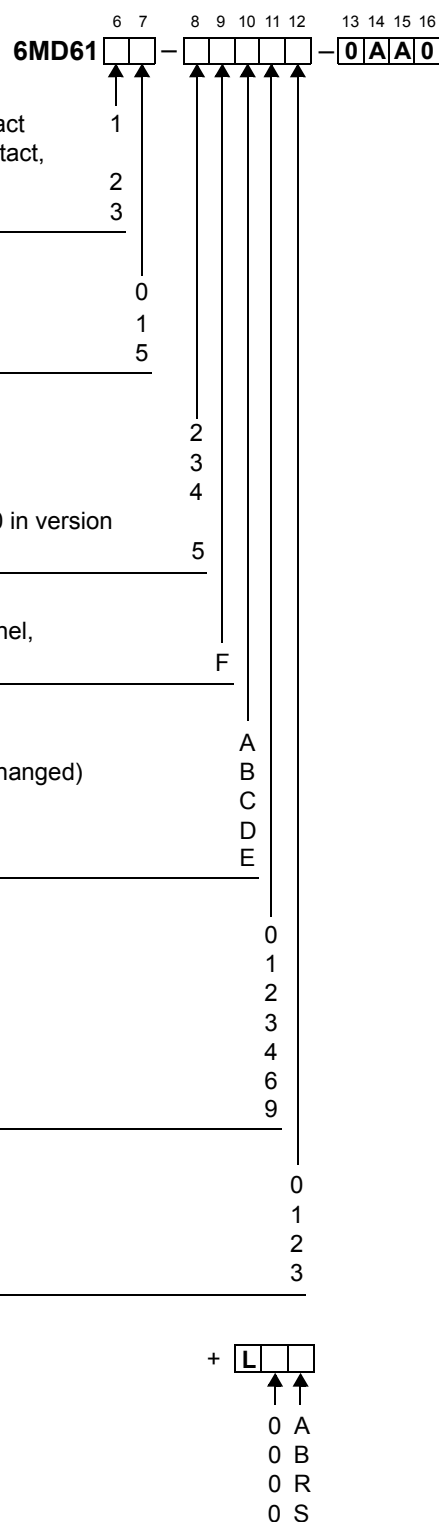 6 7 8 9 10 11 12 13 14 15 16
6MD61 – – 0 A A 0
act 1
tact,
2
3
0
1
5
2
3
4
0 in version
5
nel,
F
A
hanged) B
C
D
E
0
1
2
3
4
6
9
0
1
2
3
+ L
0 A
0 B
0 R
0 S